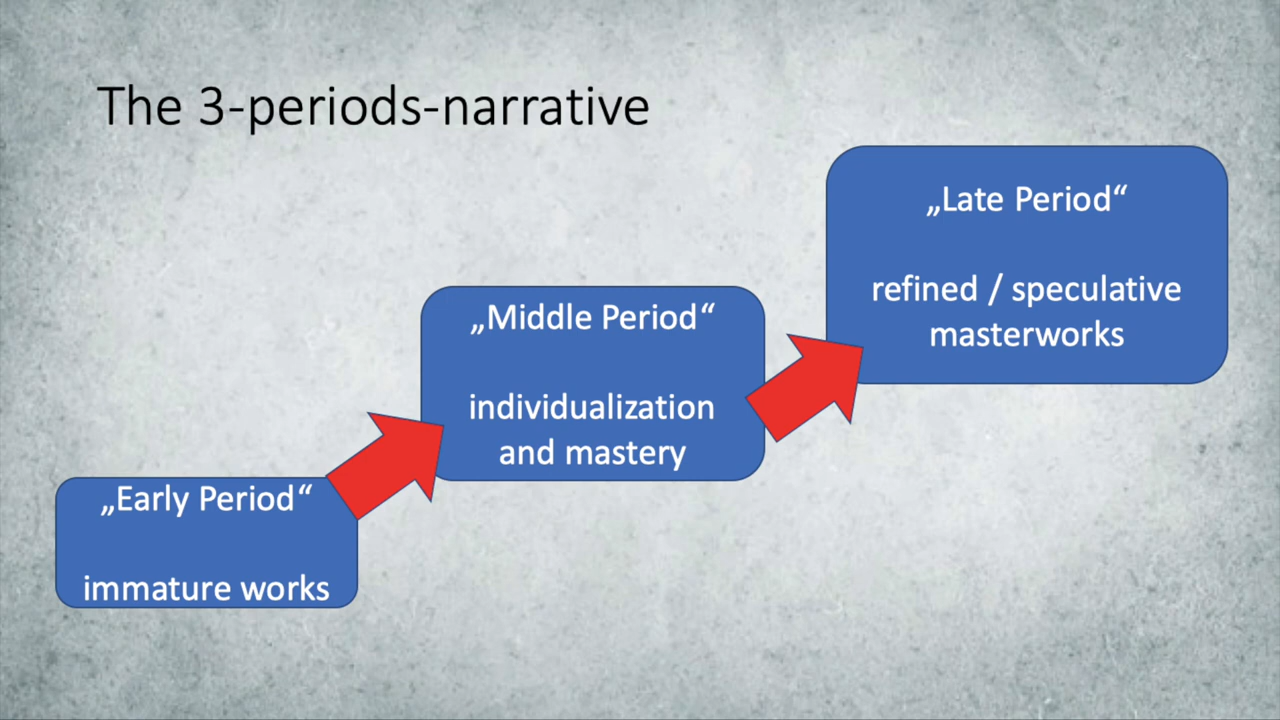 The 3-periods-narrative
„Late Period“
refined / speculative
masterworks
„Middle Period“
individualization
and mastery
„Early Period“
immature works